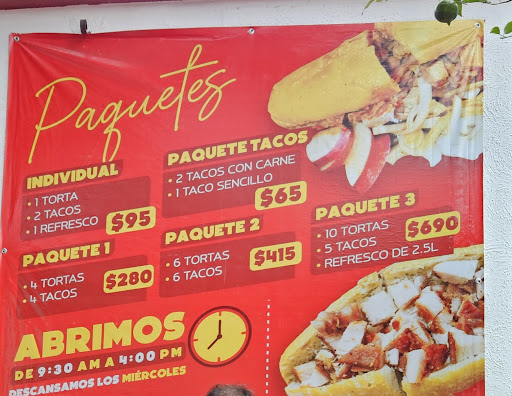 Paquetes
INDIVIDUAL
• 1 TORTA
• 2 TACOS
• 1 REFRESCO
$95
PAQUETE TACOS
• 2 TACOS CON CARNE
• 1 TACO SENCILLO
$65
PAQUETE 1
• 4 TORTAS
• 4 TACOS
$280
PAQUETE 2
• 6 TORTAS
• 6 TACOS
$415
PAQUETE 3
• 10 TORTAS
• 5 TACOS
• REFRESCO DE 2.5L
$690
ABRIMOS
DE 9:30 AM A 4:00 PM
DESCANSAMOS LOS MIÉRCOLES